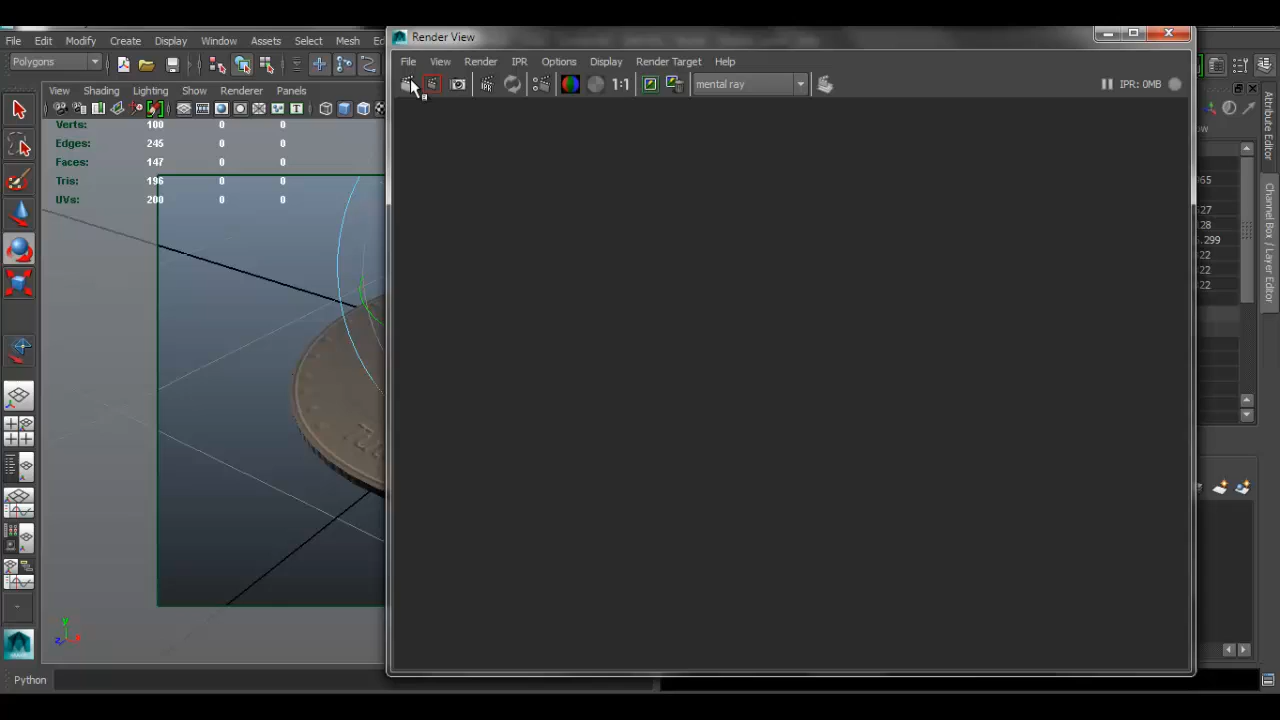 Render View
File Edit Modify Create Display Window Assets Select Mesh
File View Render IPR Options Display Render Target Help
Polygons
1:1 mental ray IPR: 0MB
View Shading Lighting Show Renderer Panels
Verts: 100 0 0
Edges: 245 0 0
Faces: 147 0 0
Tris: 196 0 0
UVs: 200 0 0
Attribute Editor
Channel Box / Layer Editor
y
z
Python